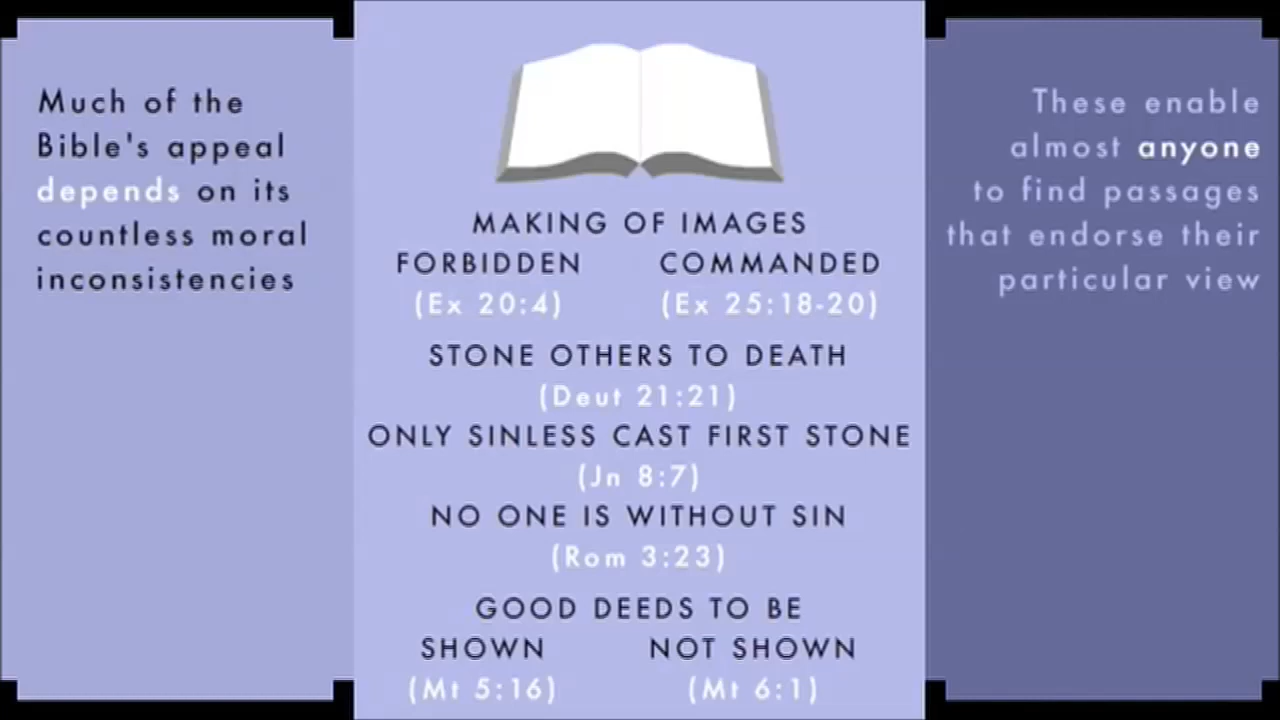 Much of the
Bible's appeal
depends on its
countless moral
inconsistencies
MAKING OF IMAGES
FORBIDDEN COMMANDED
(Ex 20:4) (Ex 25:18-20)
STONE OTHERS TO DEATH
(Deut 21:21)
ONLY SINLESS CAST FIRST STONE
(Jn 8:7)
NO ONE IS WITHOUT SIN
(Rom 3:23)
GOOD DEEDS TO BE
SHOWN NOT SHOWN
(Mt 5:16) (Mt 6:1)
These enable
almost anyone
to find passages
that endorse their
particular view